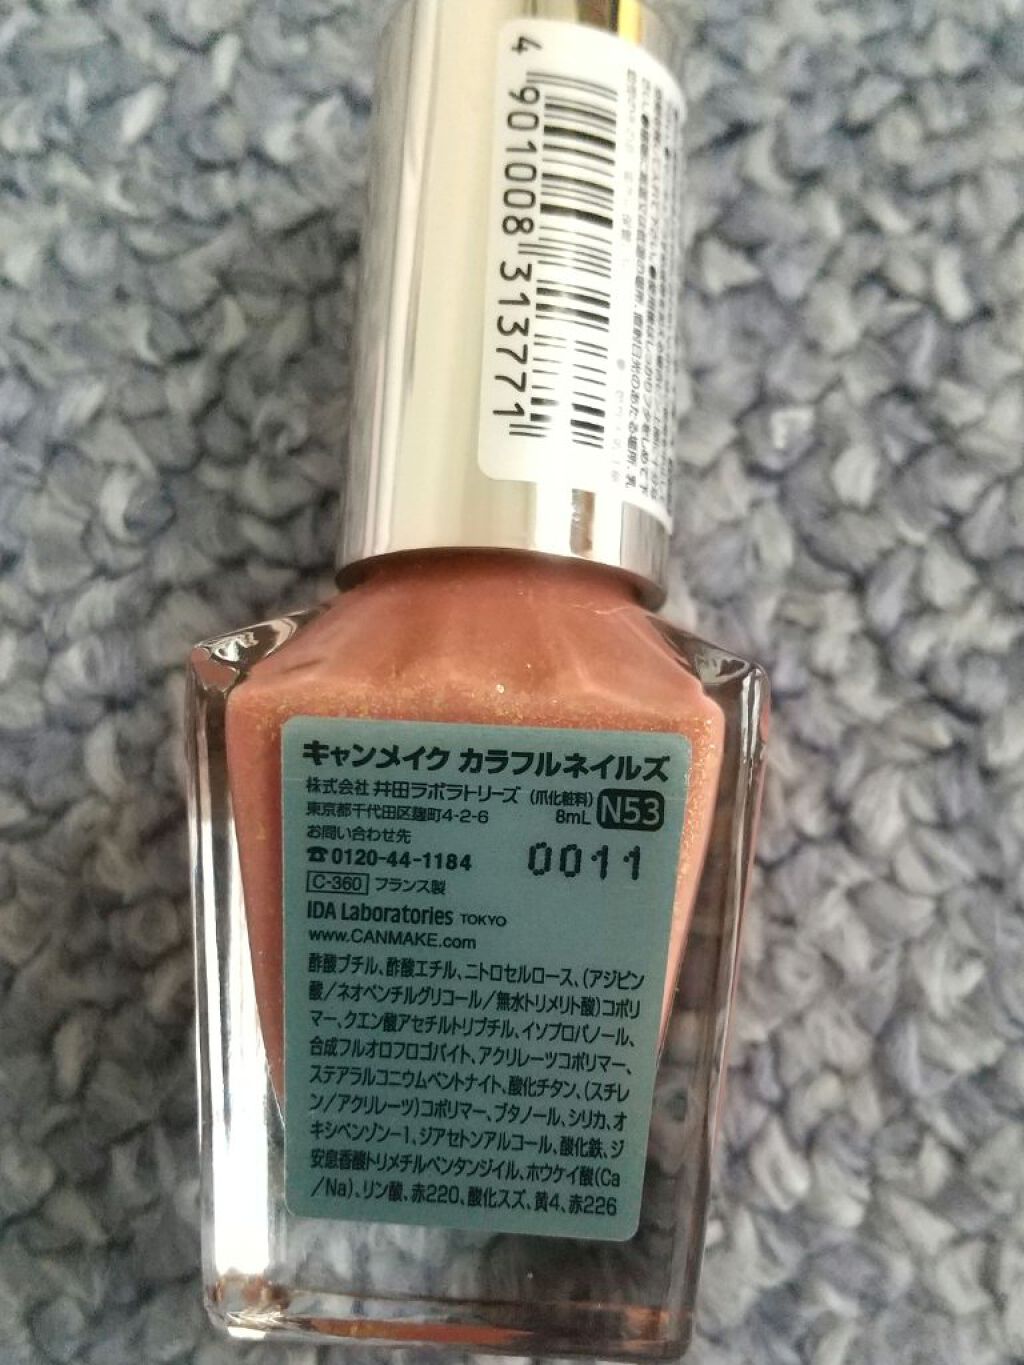 4 901008 313771
キャンメイク カラフルネイルズ
株式会社 井田ラボラトリーズ (爪化粧料)
東京都千代田区麹町4-2-6 8mL N53
お問い合わせ先
☎0120-44-1184 0011
C-360 フランス製
IDA Laboratories TOKYO
www.CANMAKE.com
酢酸ブチル、酢酸エチル、ニトロセルロース、(アジピン
酸/ネオペンチルグリコール/無水トリメリト酸)コポリ
マー、クエン酸アセチルトリブチル、イソプロパノール、
合成フルオロフロゴパイト、アクリレーツコポリマー、
ステアラルコニウムベントナイト、酸化チタン、(スチレ
ン/アクリレーツ)コポリマー、ブタノール、シリカ、オ
キシベンゾン-1、ジアセトンアルコール、酸化鉄、ジ
安息香酸トリメチルペンタンジイル、ホウケイ酸(Ca
/Na)、リン酸、赤220、酸化スズ、黄4、赤226